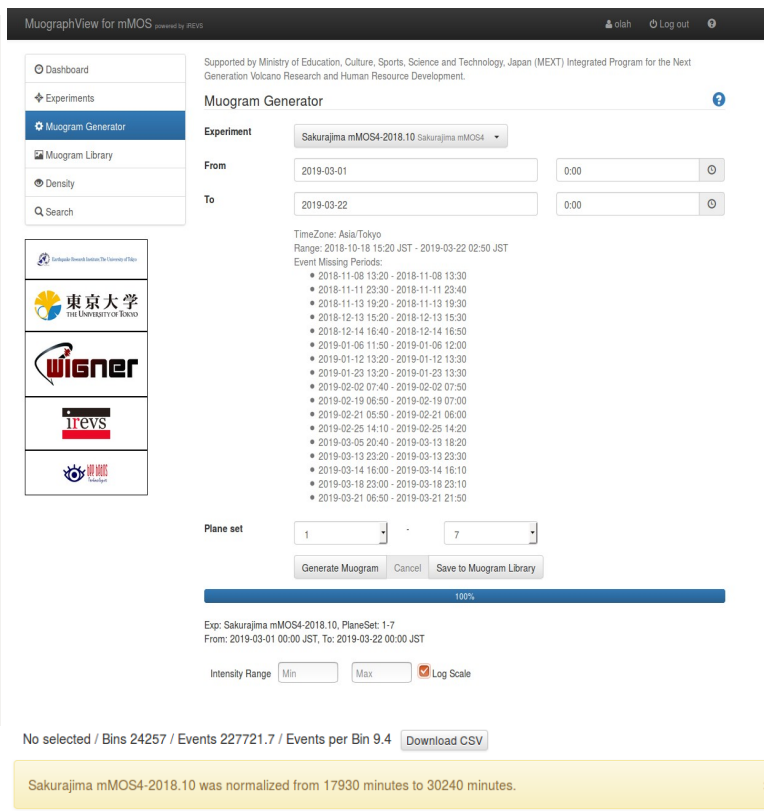 MuographView for mMOS powered by iREVS
olah
Log out
Dashboard
Experiments
Muogram Generator
Muogram Library
Density
Search
Earthquake Research Institute The University of Tokyo
東京大学
THE UNIVERSITY OF TOKYO
wigner
irevs
Technologies
Supported by Ministry of Education, Culture, Sports, Science and Technology, Japan (MEXT) Integrated Program for the Next
Generation Volcano Research and Human Resource Development.
Muogram Generator
Experiment
Sakurajima mMOS4-2018.10 Sakurajima mMOS4
From
2019-03-01
0:00
To
2019-03-22
0:00
TimeZone: Asia/Tokyo
Range: 2018-10-18 15:20 JST - 2019-03-22 02:50 JST
Event Missing Periods:
2018-11-08 13:20 - 2018-11-08 13:30
2018-11-11 23:30 - 2018-11-11 23:40
2018-11-13 19:20 - 2018-11-13 19:30
2018-12-13 15:20 - 2018-12-13 15:30
2018-12-14 16:40 - 2018-12-14 16:50
2019-01-06 11:50 - 2019-01-06 12:00
2019-01-12 13:20 - 2019-01-12 13:30
2019-01-23 13:20 - 2019-01-23 13:30
2019-02-02 07:40 - 2019-02-02 07:50
2019-02-19 06:50 - 2019-02-19 07:00
2019-02-21 05:50 - 2019-02-21 06:00
2019-02-25 14:10 - 2019-02-25 14:20
2019-03-05 20:40 - 2019-03-13 18:20
2019-03-13 23:20 - 2019-03-13 23:30
2019-03-14 16:00 - 2019-03-14 16:10
2019-03-18 23:00 - 2019-03-18 23:10
2019-03-21 06:50 - 2019-03-21 21:50
Plane set
1
-
7
Generate Muogram
Cancel
Save to Muogram Library
100%
Exp: Sakurajima mMOS4-2018.10, PlaneSet: 1-7
From: 2019-03-01 00:00 JST, To: 2019-03-22 00:00 JST
Intensity Range Min Max Log Scale
No selected / Bins 24257 / Events 227721.7 / Events per Bin 9.4 Download CSV
Sakurajima mMOS4-2018.10 was normalized from 17930 minutes to 30240 minutes.